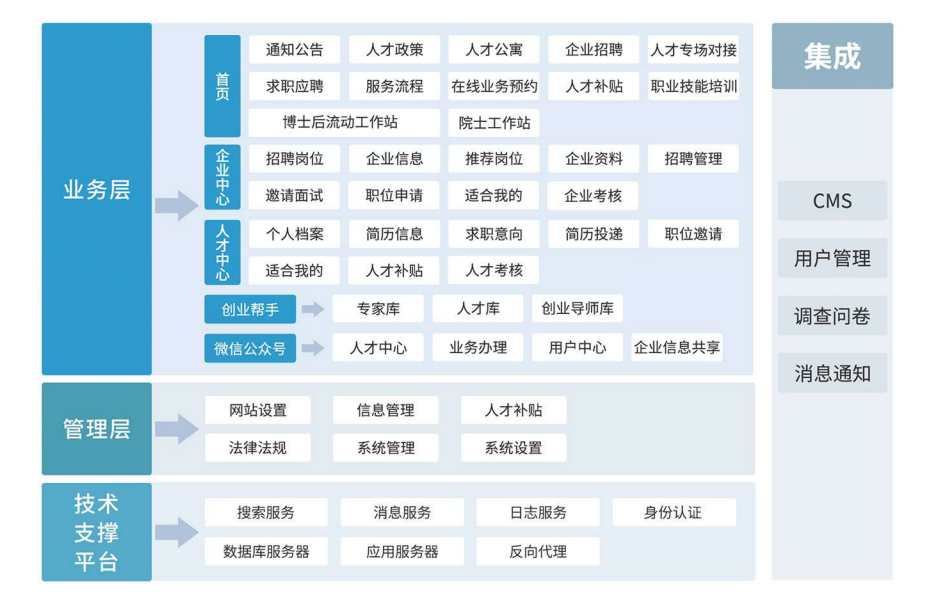 业务层
首页
通知公告 人才政策 人才公寓 企业招聘 人才专场对接
求职应聘 服务流程 在线业务预约 人才补贴 职业技能培训
博士后流动工作站 院士工作站
企业中心
招聘岗位 企业信息 推荐岗位 企业资料 招聘管理
邀请面试 职位申请 适合我的 企业考核
人才中心
个人档案 简历信息 求职意向 简历投递 职位邀请
适合我的 人才补贴 人才考核
创业帮手 专家库 人才库 创业导师库
微信公众号 人才中心 业务办理 用户中心 企业信息共享
管理层
网站设置 信息管理 人才补贴
法律法规 系统管理 系统设置
技术
支撑
平台
搜索服务 消息服务 日志服务 身份认证
数据库服务器 应用服务器 反向代理
集成
CMS
用户管理
调查问卷
消息通知